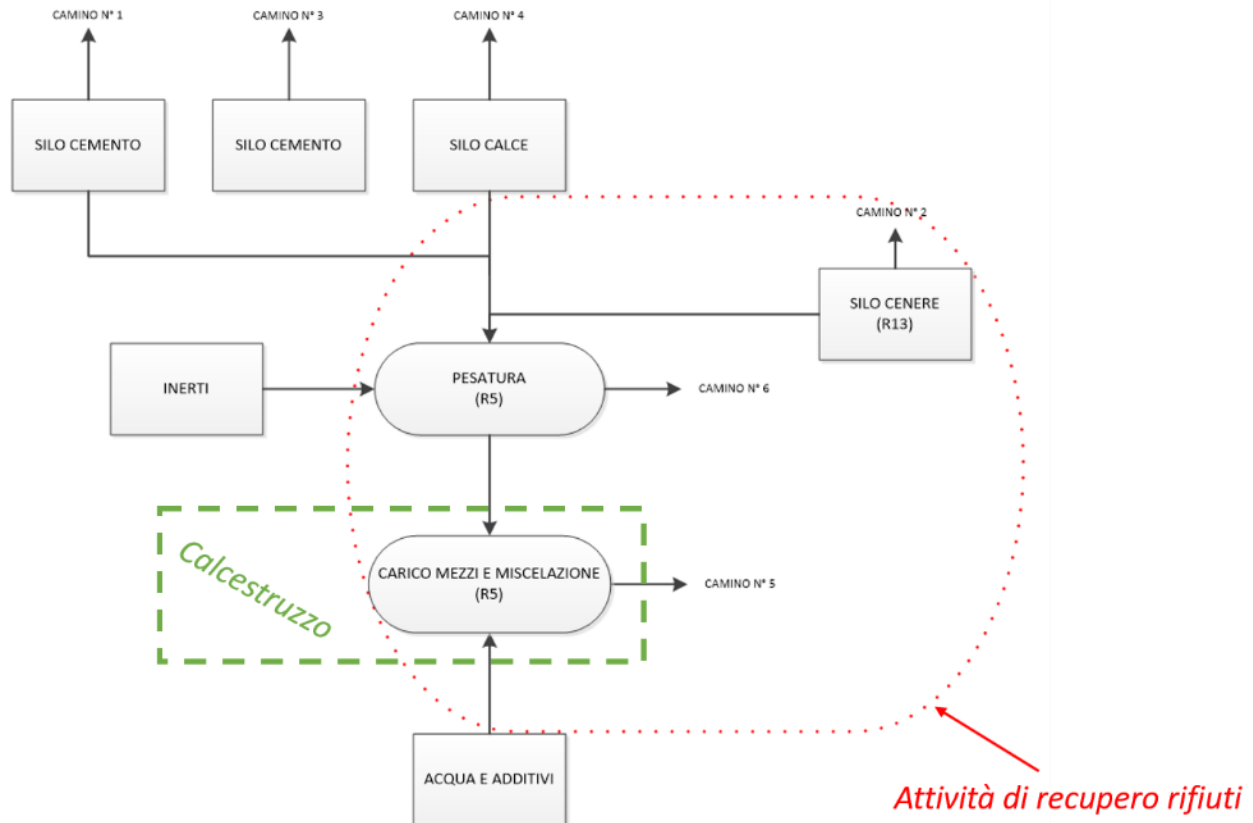 CAMINO N° 1
CAMINO N° 3
CAMINO N° 4
SILO CEMENTO
SILO CEMENTO
SILO CALCE
CAMINO N° 2
SILO CENERE
(R13)
INERTI
PESATURA
(R5)
CAMINO N° 6
Calcestruzzo
CARICO MEZZI E MISCELAZIONE
(R5)
CAMINO N° 5
ACQUA E ADDITIVI
Attività di recupero rifiuti